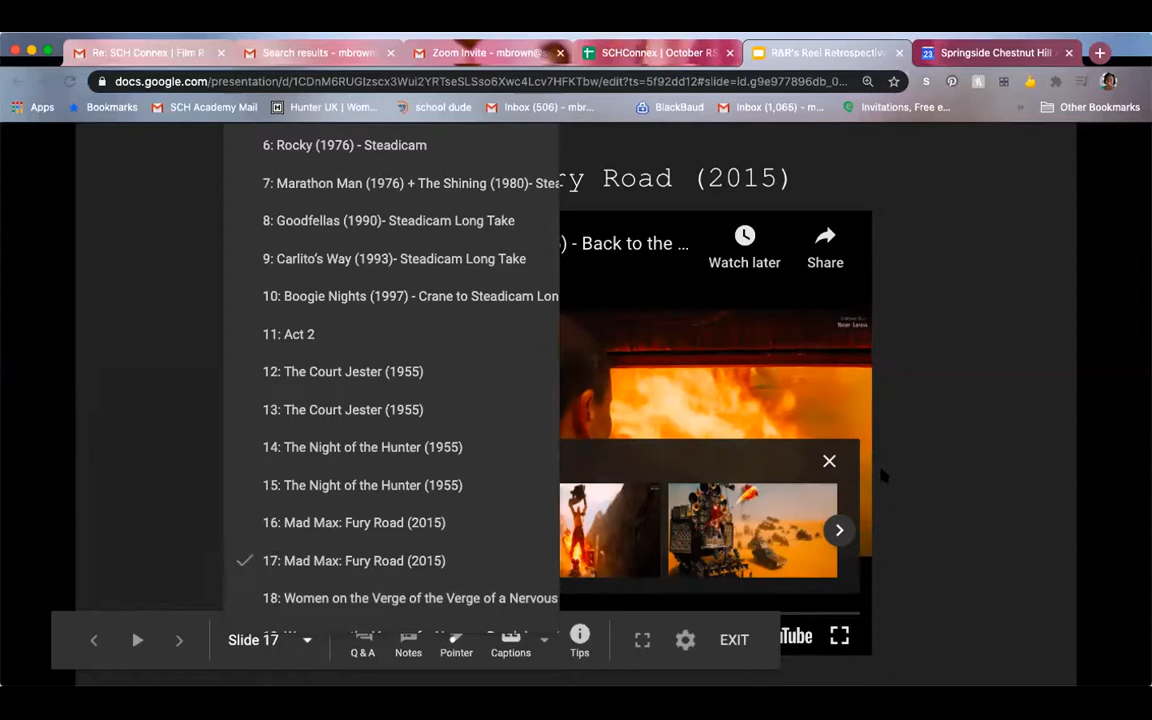 Re: SCH Connex | Film R
Search results - mbrown
Zoom Invite - mbrown@s
SCHConnex | October RS
R&R's Reel Retrospectiv
Springside Chestnut Hill
docs.google.com/presentation/d/1CDnM6RUGIzscx3Wui2YRTseSLSso6Xwc4Lcv7HFKTbw/edit?ts=5f92dd12#slide=id.g9e977896db_0...
Apps
Bookmarks
SCH Academy Mail
Hunter UK | Wom...
school dude
Inbox (506) - mbr...
BlackBaud
Inbox (1,065) - m...
Invitations, Free e...
Other Bookmarks
6: Rocky (1976) - Steadicam
7: Marathon Man (1976) + The Shining (1980)- Stea
8: Goodfellas (1990)- Steadicam Long Take
9: Carlito's Way (1993)- Steadicam Long Take
10: Boogie Nights (1997) - Crane to Steadicam Lon
11: Act 2
12: The Court Jester (1955)
13: The Court Jester (1955)
14: The Night of the Hunter (1955)
15: The Night of the Hunter (1955)
16: Mad Max: Fury Road (2015)
17: Mad Max: Fury Road (2015)
18: Women on the Verge of the Verge of a Nervous
ry Road (2015)
) - Back to the ...
Watch later
Share
Slide 17
Q & A
Notes
Pointer
Captions
Tips
EXIT
uTube